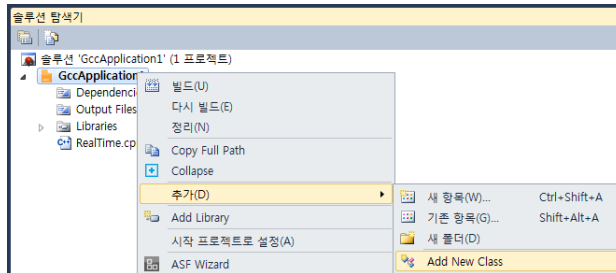 솔루션 탐색기
솔루션 'GccApplication1' (1 프로젝트)
GccApplication
Dependenci
Output Files
Libraries
RealTime.cp
빌드(U)
다시 빌드(E)
정리(N)
Copy Full Path
Collapse
추가(D)
Add Library
시작 프로젝트로 설정(A)
ASF Wizard
새 항목(W)... Ctrl+Shift+A
기존 항목(G)... Shift+Alt+A
새 폴더(D)
Add New Class